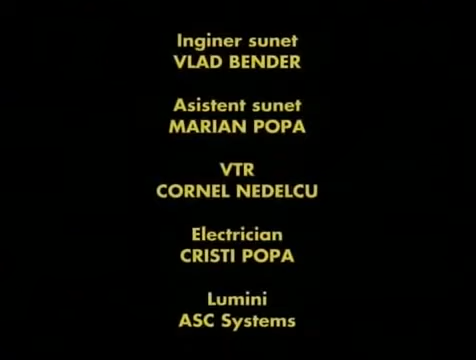 Inginer sunet
VLAD BENDER
Asistent sunet
MARIAN POPA
VTR
CORNEL NEDELCU
Electrician
CRISTI POPA
Lumini
ASC Systems